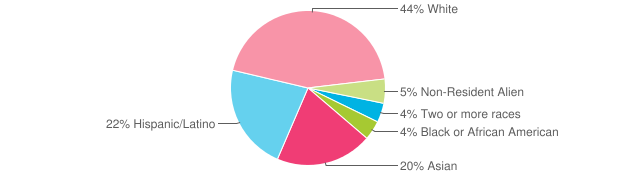 44% White
5% Non-Resident Alien
4% Two or more races
4% Black or African American
22% Hispanic/Latino
20% Asian